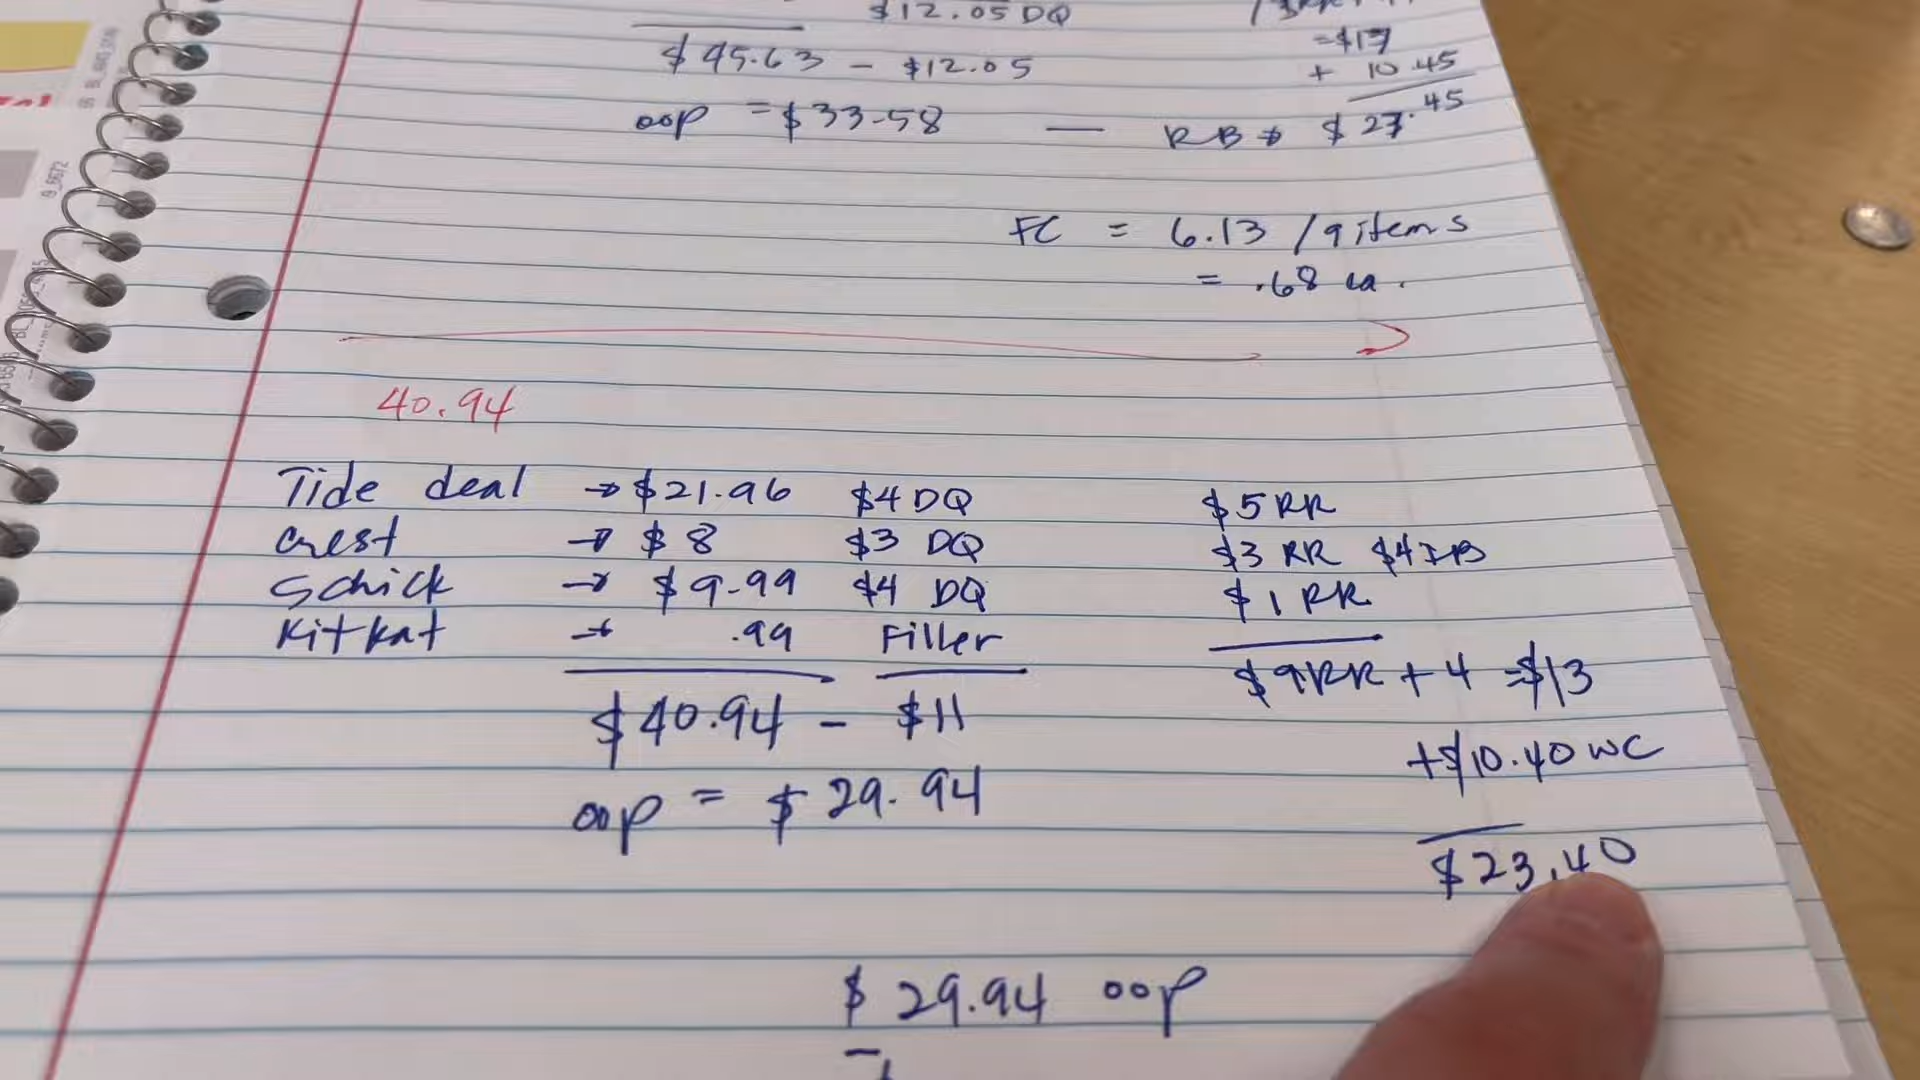 $12.05 DQ
$45.63 - $12.05
=$17
+ 10.45
oop = $33.58 — RB → $27.45
FC = 6.13 / 9 items
= .68 ea.
40.94
Tide deal → $21.96 $4 DQ $5 RR
Crest → $8 $3 DQ $3 RR $4 IB
Schick → $9.99 $4 DQ $1 RR
Kitkat → .99 Filler
$9RR + 4 = $13
$40.94 - $11
+$10.40 WC
oop = $29.94
$23.40
$29.94 oop